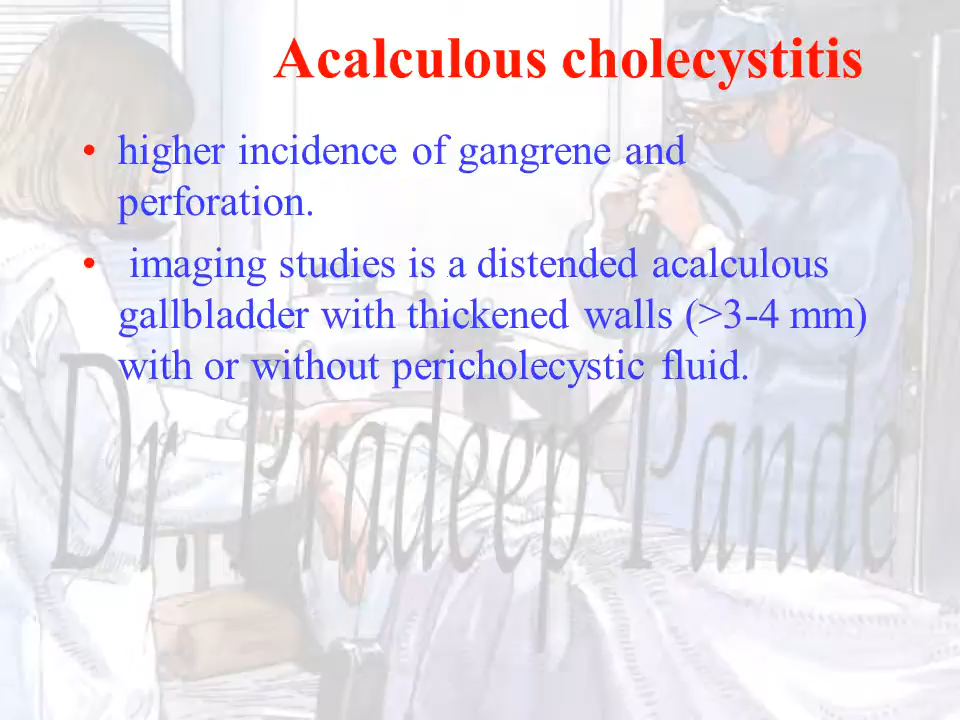 Acalculous cholecystitis
• higher incidence of gangrene and
perforation.
• imaging studies is a distended acalculous
gallbladder with thickened walls (>3-4 mm)
with or without pericholecystic fluid.
Dr. Pradeep Pande